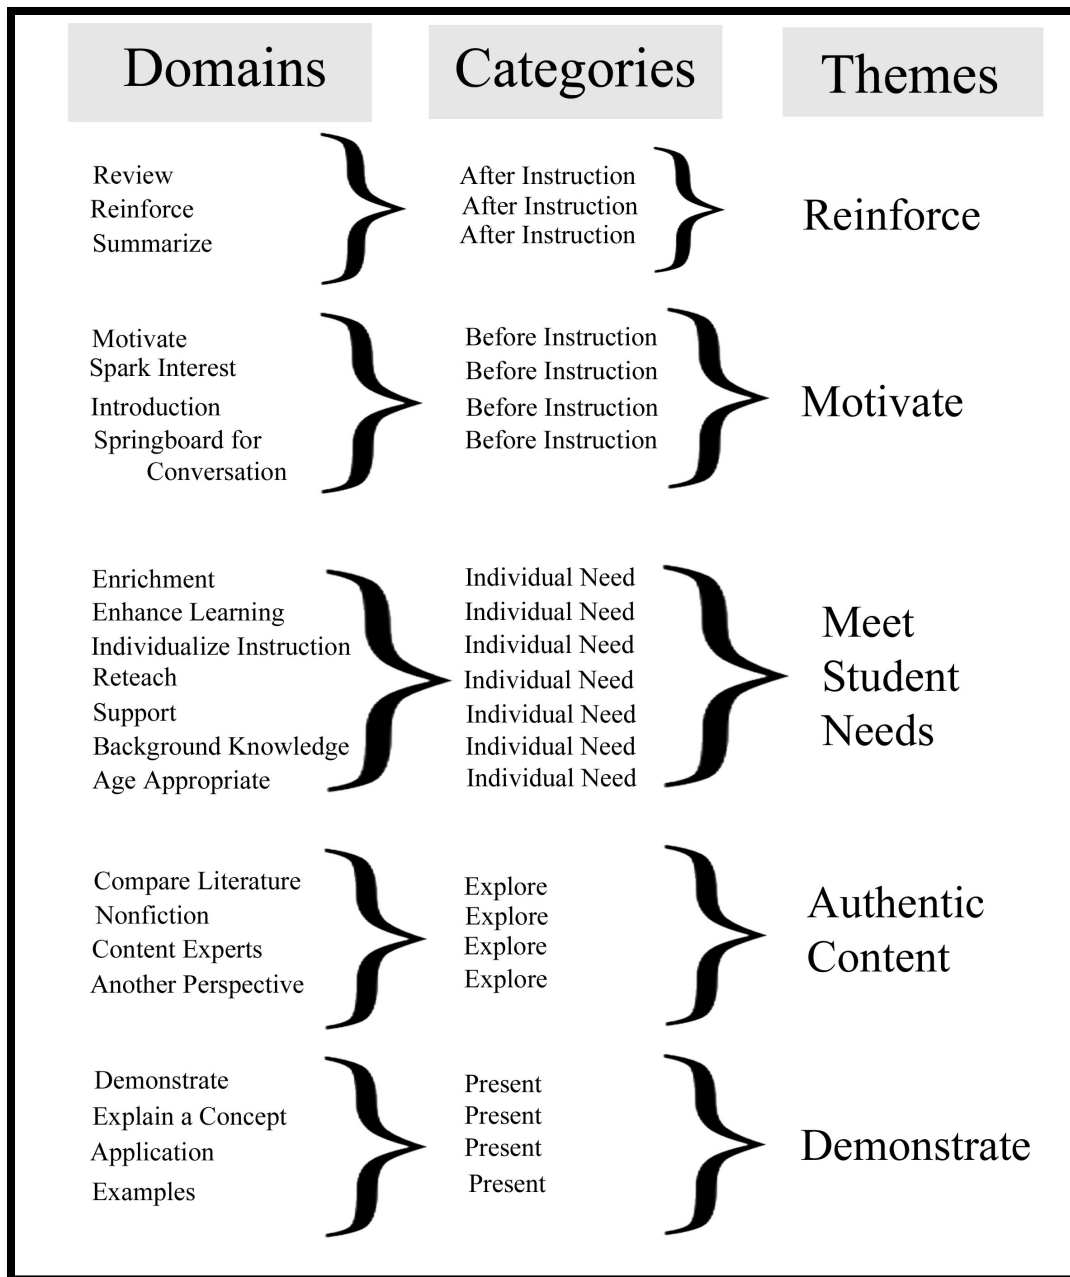 Domains
Categories
Themes
Review
Reinforce
Summarize
After Instruction
After Instruction
After Instruction
Reinforce
Motivate
Spark Interest
Introduction
Springboard for
Conversation
Before Instruction
Before Instruction
Before Instruction
Before Instruction
Motivate
Enrichment
Enhance Learning
Individualize Instruction
Reteach
Support
Background Knowledge
Age Appropriate
Individual Need
Individual Need
Individual Need
Individual Need
Individual Need
Individual Need
Individual Need
Meet
Student
Needs
Compare Literature
Nonfiction
Content Experts
Another Perspective
Explore
Explore
Explore
Explore
Authentic
Content
Demonstrate
Explain a Concept
Application
Examples
Present
Present
Present
Present
Demonstrate